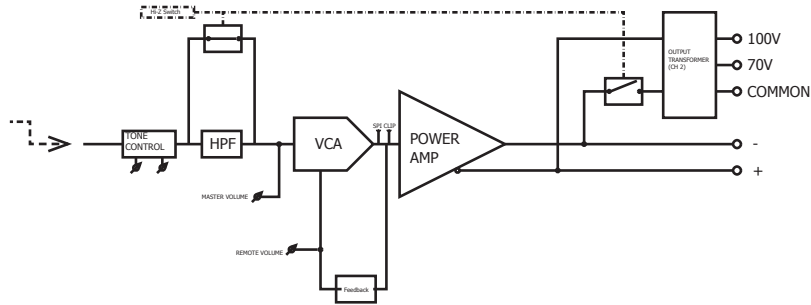 Hi-Z Switch
OUTPUT
TRANSFORMER
(CH 2)
100V
70V
COMMON
TONE
CONTROL
HPF
VCA
SPI CLIP
POWER
AMP
-
+
MASTER VOLUME
REMOTE VOLUME
Feedback